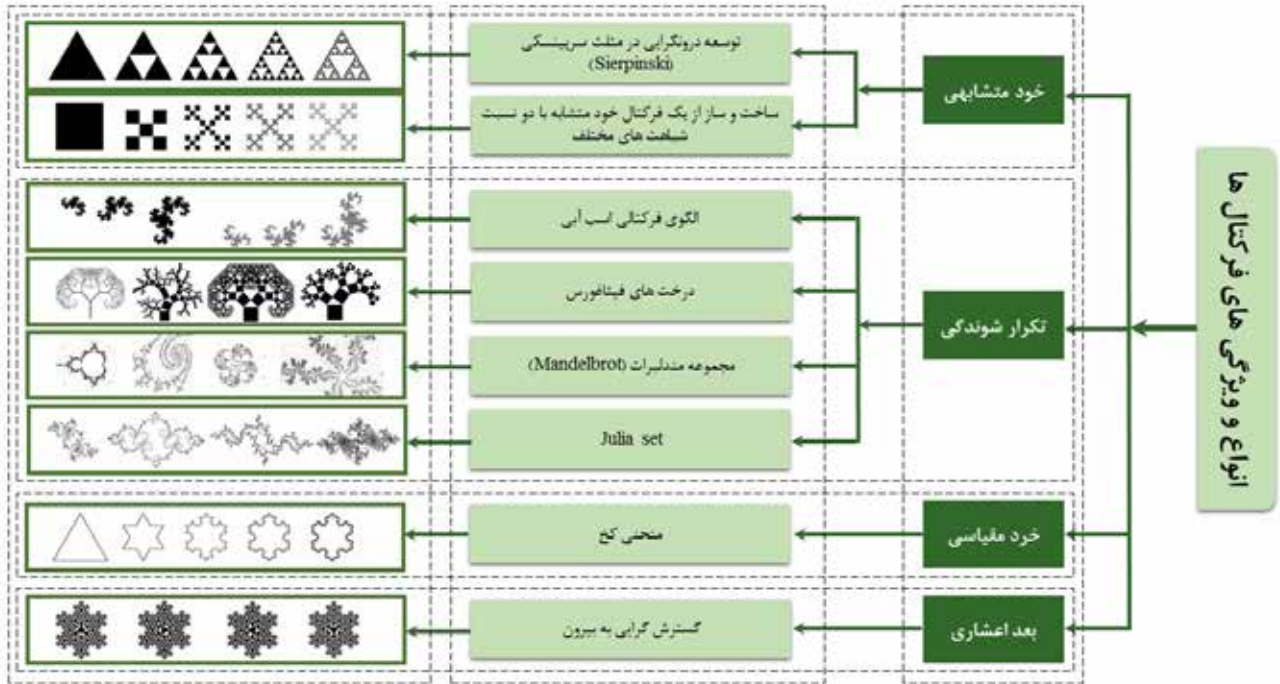 انواع و ویژگی های فرکتال ها
خود متشابهی
توسعه درونگرایی در مثلث سرپینسکی
(Sierpinski)
ساخت و ساز از یک فرکتال خود متشابه با دو نسبت
شباهت های مختلف
تکرار شوندگی
الگوی فرکتالی اسب آبی
درخت های فیثاغورس
مجموعه مندلبرات (Mandelbrot)
Julia set
خرد مقیاسی
منحنی کخ
بعد اعشاری
گسترش گرایی به بیرون